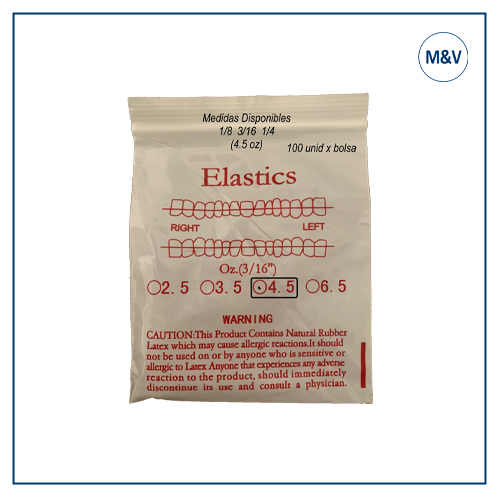 M&V
Medidas Disponibles
1/8 3/16 1/4
(4.5 oz)
100 unid x bolsa
Elastics
RIGHT LEFT
Oz.(3/16")
2.5 3.5 4.5 6.5
WARNING
CAUTION:This Product Contains Natural Rubber
Latex which may cause allergic reactions.It should
not be used on or by anyone who is sensitive or
allergic to Latex Anyone that experiences any adverse
reaction to the product, should immediately
discontinue its use and consult a physician.